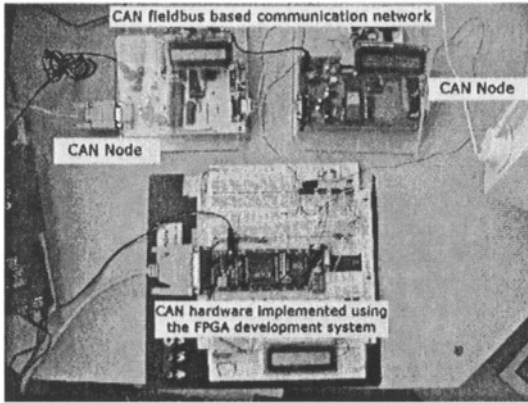 CAN fieldbus based communication network
CAN Node
CAN Node
CAN hardware implemented using
the FPGA development system